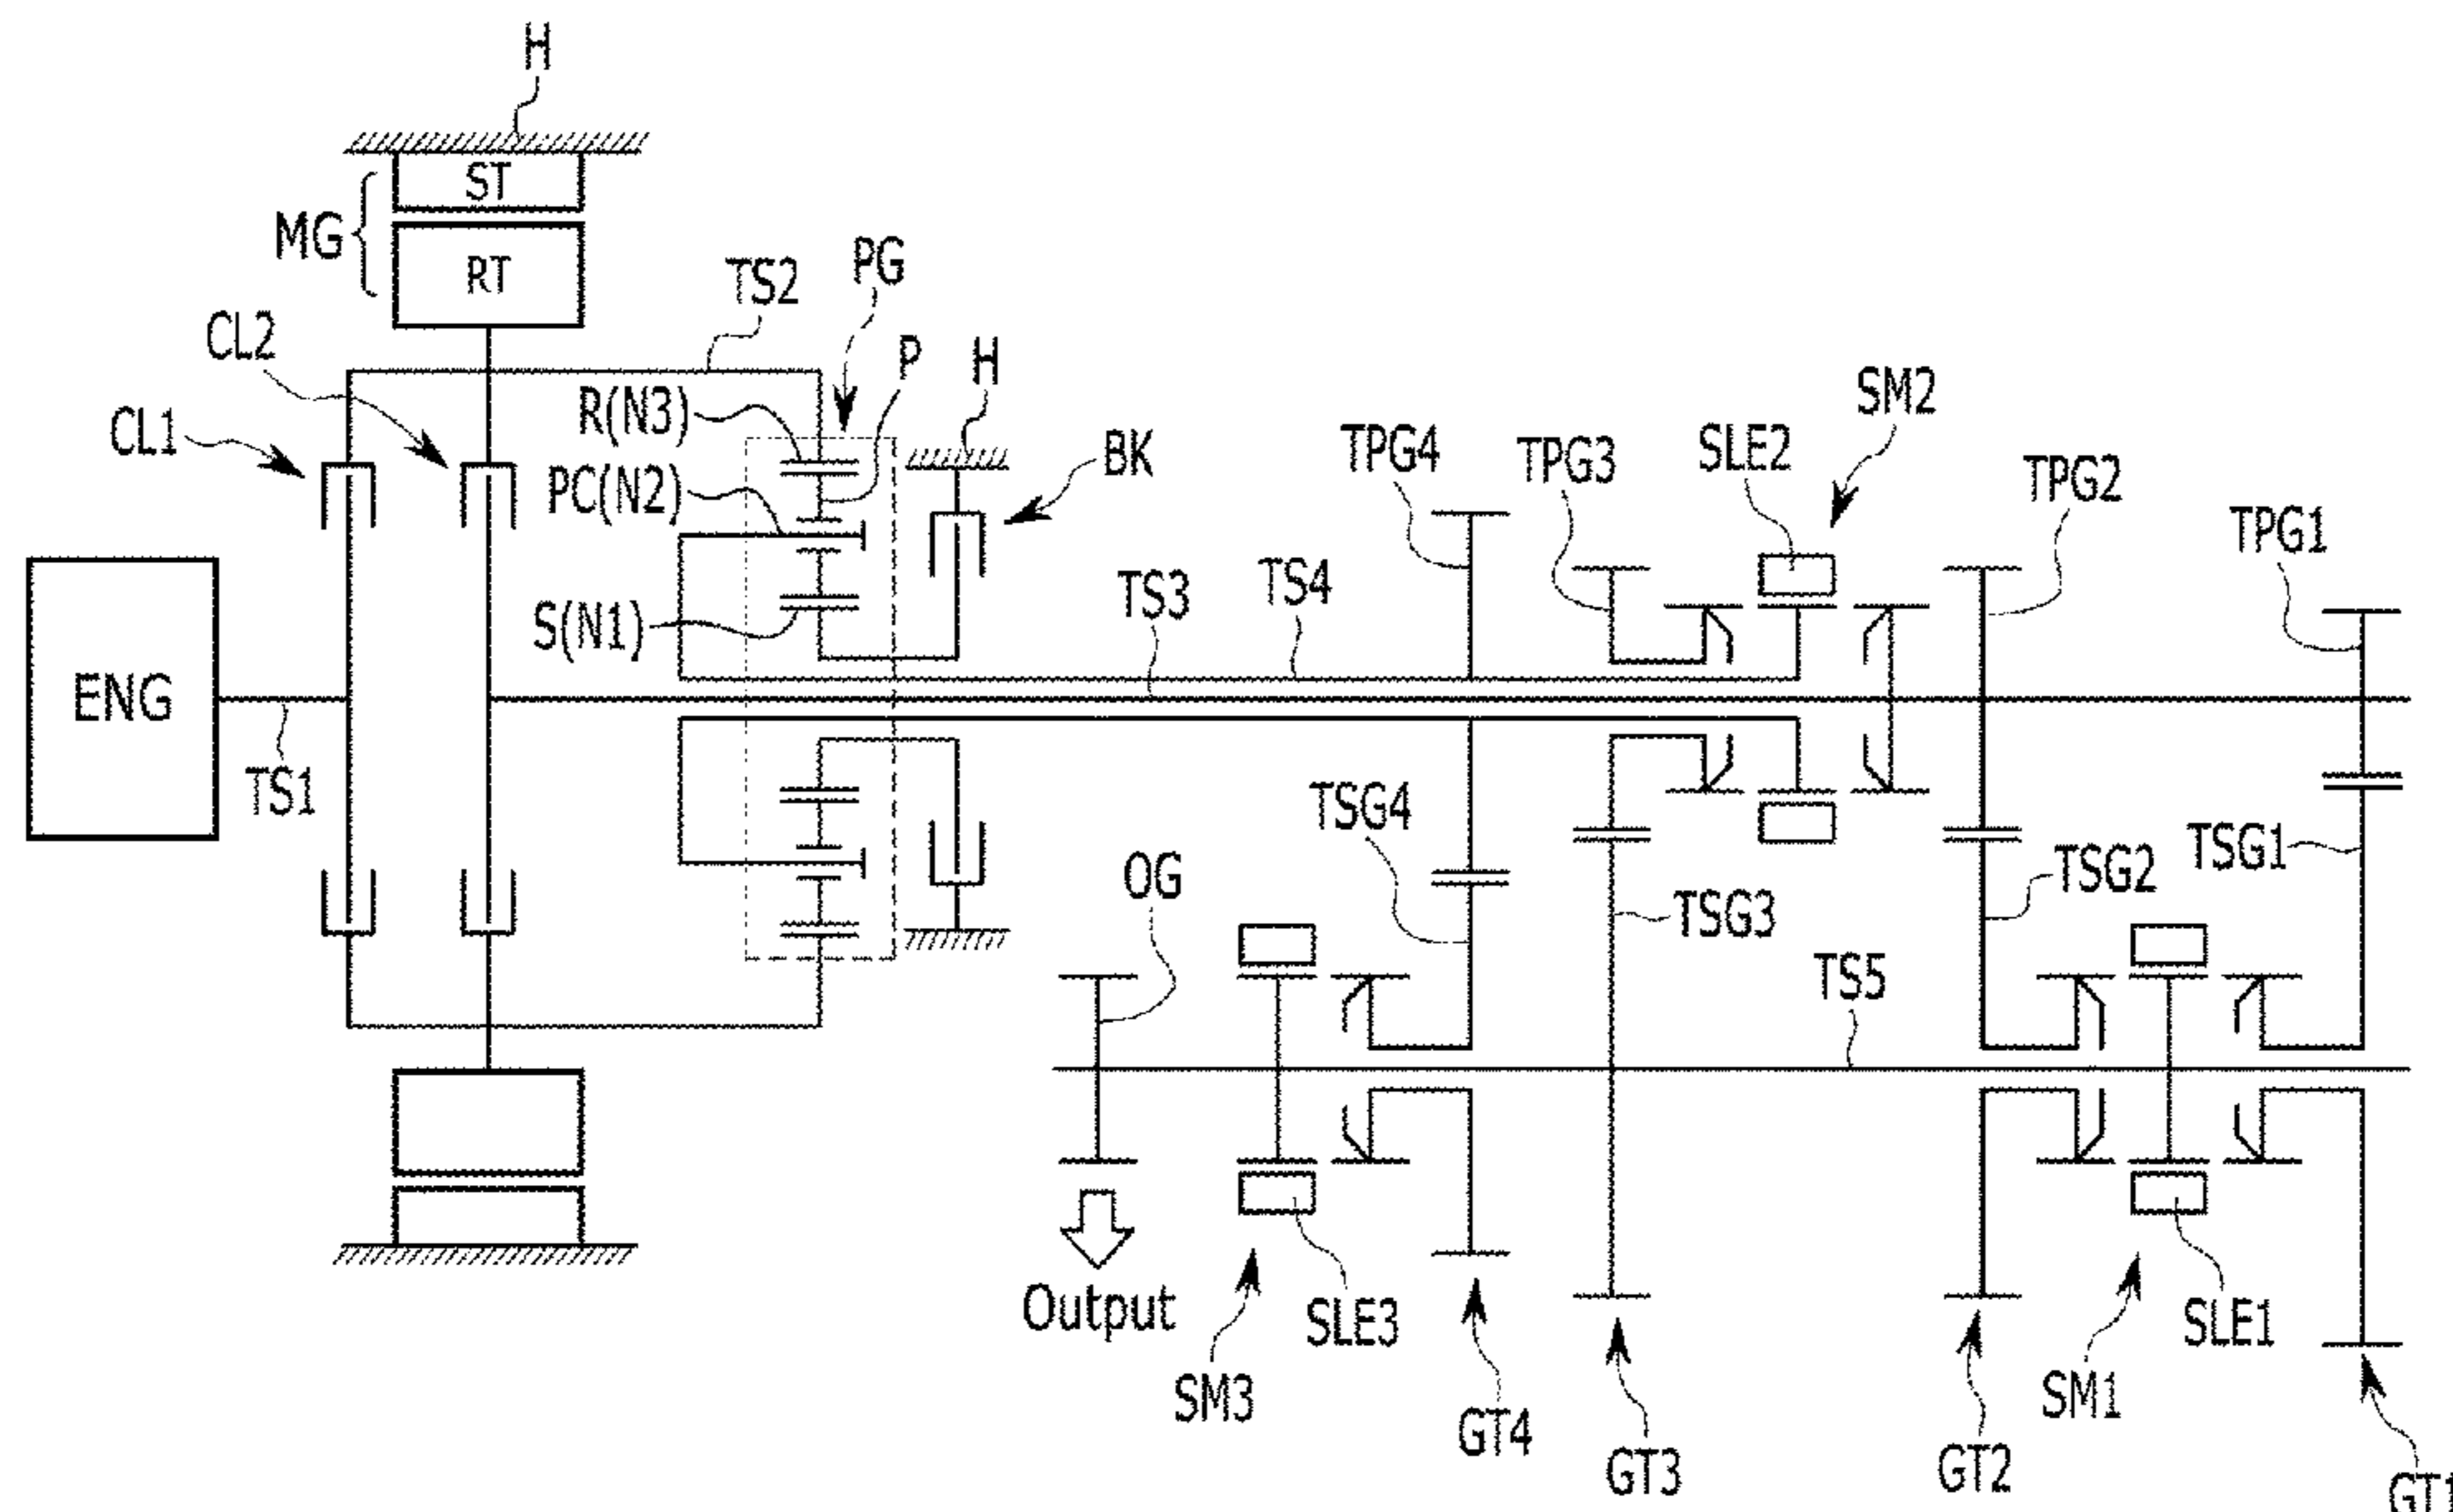 H
ST
MG
RT
TS2
PG
CL2
P
H
R(N3)
CL1
PC(N2)
BK
S(N1)
ENG
TS1
TS3
TS4
TPG4
TPG3
SLE2
SM2
TPG2
TPG1
TSG4
OG
TSG3
TSG2
TSG1
TS5
Output
SM3
SLE3
GT4
GT3
GT2
SM1
SLE1
GT1